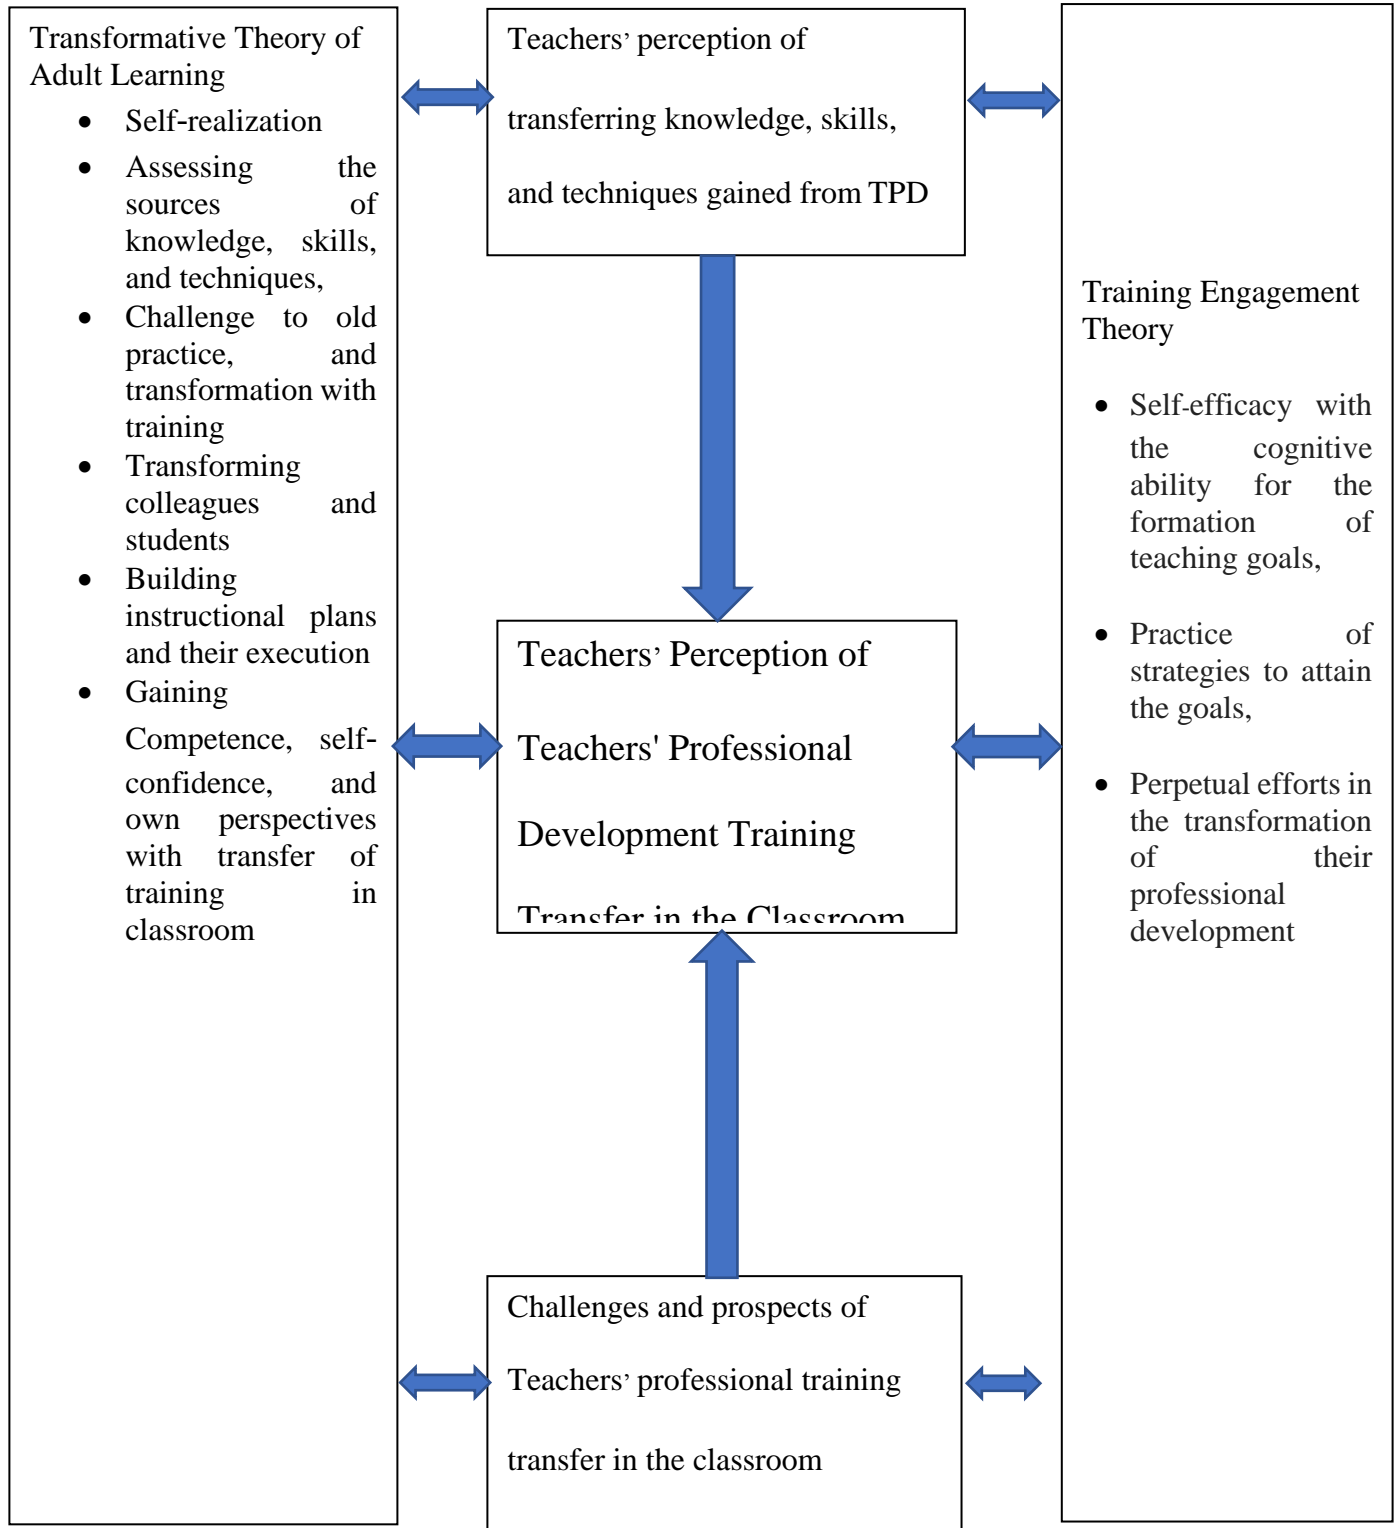 Transformative Theory of
Adult Learning
• Self-realization
• Assessing the
sources of
knowledge, skills,
and techniques,
• Challenge to old
practice, and
transformation with
training
• Transforming
colleagues and
students
• Building
instructional plans
and their execution
• Gaining
Competence, self-
confidence, and
own perspectives
with transfer of
training in
classroom
Teachers’ perception of
transferring knowledge, skills,
and techniques gained from TPD
Teachers’ Perception of
Teachers' Professional
Development Training
Transfer in the Classroom
Challenges and prospects of
Teachers’ professional training
transfer in the classroom
Training Engagement
Theory
• Self-efficacy with
the cognitive
ability for the
formation of
teaching goals,
• Practice of
strategies to attain
the goals,
• Perpetual efforts in
the transformation
of their
professional
development